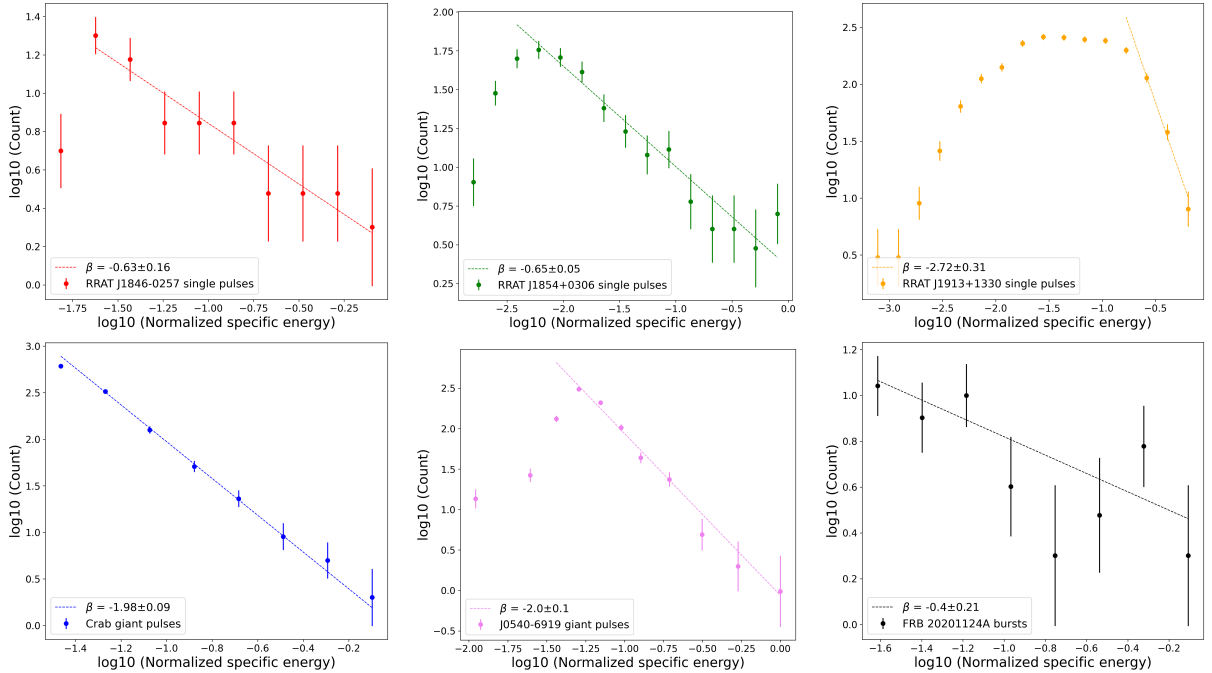 1.4
1.2
1.0
0.8
0.6
0.4
0.2
0.0
log10 (Count)
β = -0.63±0.16
RRAT J1846-0257 single pulses
−1.75 −1.50 −1.25 −1.00 −0.75 −0.50 −0.25
log10 (Normalized specific energy)
2.00
1.75
1.50
1.25
1.00
0.75
0.50
0.25
log10 (Count)
β = -0.65±0.05
RRAT J1854+0306 single pulses
−2.5 −2.0 −1.5 −1.0 −0.5 0.0
log10 (Normalized specific energy)
2.5
2.0
1.5
1.0
0.5
log10 (Count)
β = -2.72±0.31
RRAT J1913+1330 single pulses
−3.0 −2.5 −2.0 −1.5 −1.0 −0.5
log10 (Normalized specific energy)
3.0
2.5
2.0
1.5
1.0
0.5
0.0
log10 (Count)
β = -1.98±0.09
Crab giant pulses
−1.4 −1.2 −1.0 −0.8 −0.6 −0.4 −0.2
log10 (Normalized specific energy)
2.5
2.0
1.5
1.0
0.5
0.0
−0.5
log10 (Count)
β = -2.0±0.1
J0540-6919 giant pulses
−2.00 −1.75 −1.50 −1.25 −1.00 −0.75 −0.50 −0.25 0.00
log10 (Normalized specific energy)
1.2
1.0
0.8
0.6
0.4
0.2
0.0
log10 (Count)
β = -0.4±0.21
FRB 20201124A bursts
−1.6 −1.4 −1.2 −1.0 −0.8 −0.6 −0.4 −0.2
log10 (Normalized specific energy)